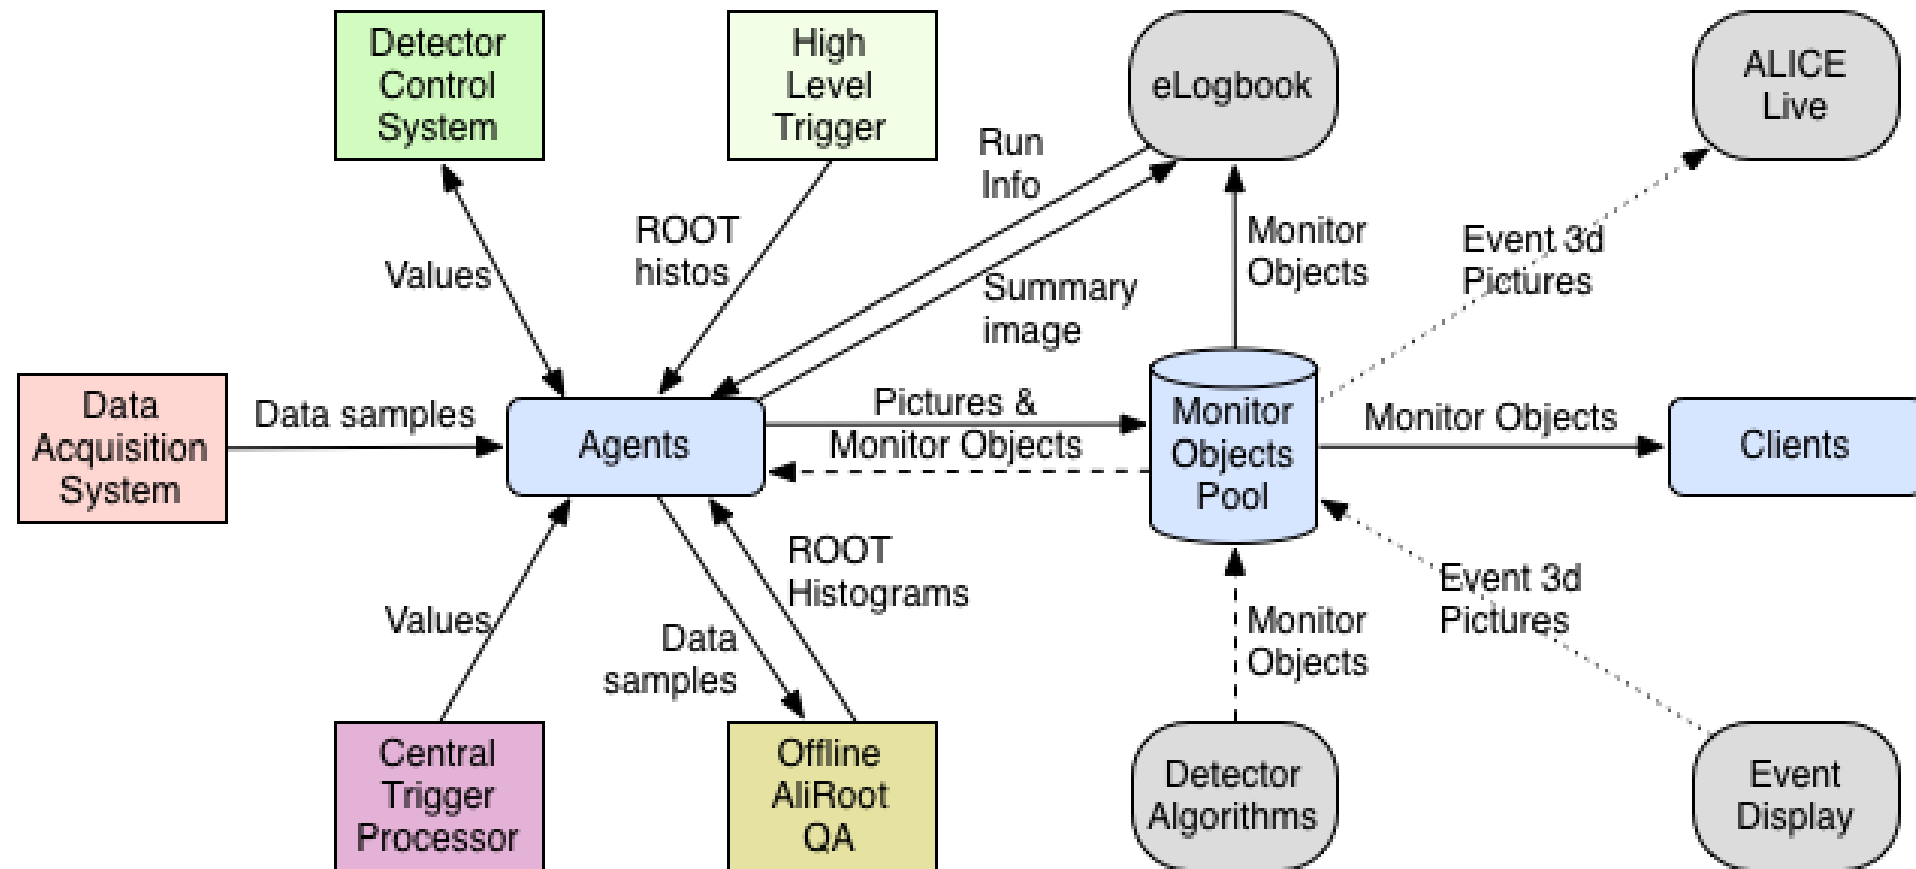 Detector
Control
System
High
Level
Trigger
eLogbook
ALICE
Live
Run
Info
ROOT
histos
Values
Monitor
Objects
Event 3d
Pictures
Summary
image
Data
Acquisition
System
Data samples
Agents
Pictures &
Monitor Objects
Monitor
Objects
Pool
Monitor Objects
Clients
ROOT
Histograms
Values
Data
samples
Monitor
Objects
Event 3d
Pictures
Central
Trigger
Processor
Offline
AliRoot
QA
Detector
Algorithms
Event
Display